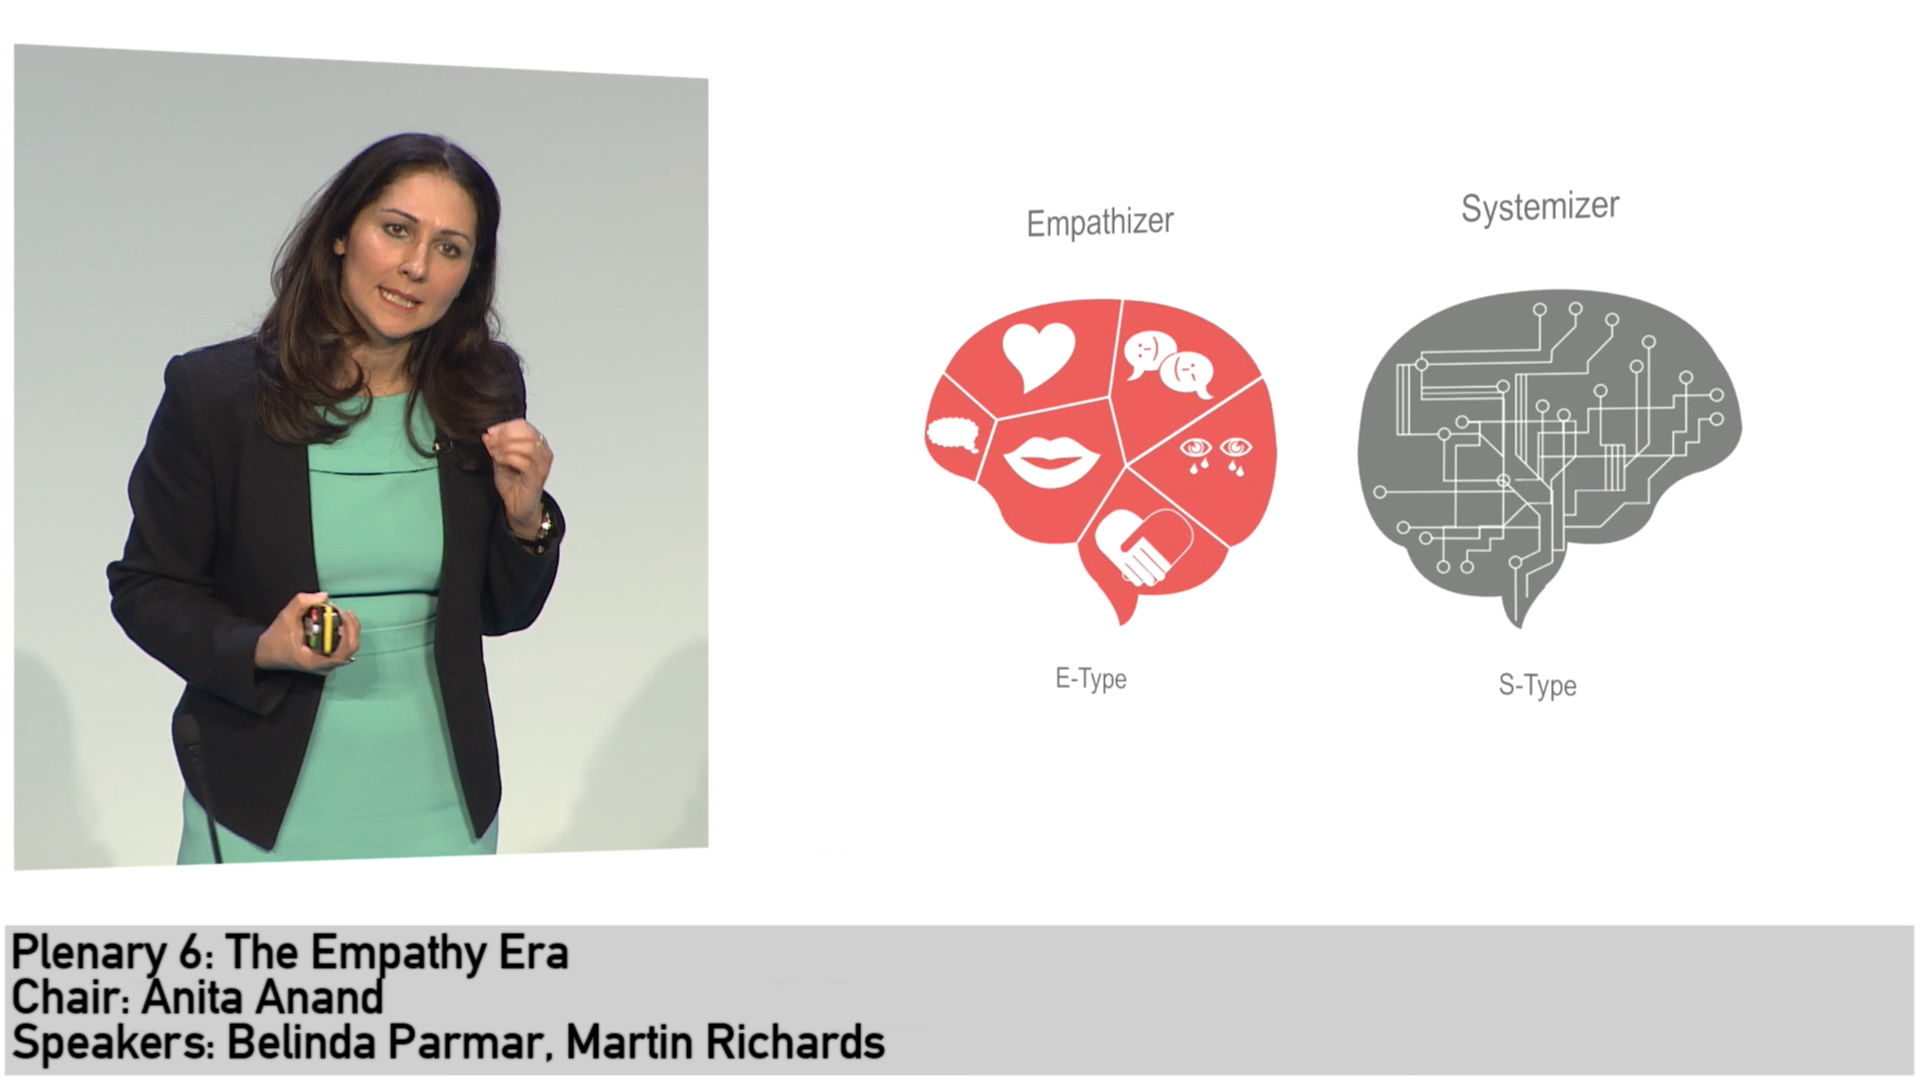 Empathizer
Systemizer
E-Type
S-Type
Plenary 6: The Empathy Era
Chair: Anita Anand
Speakers: Belinda Parmar, Martin Richards